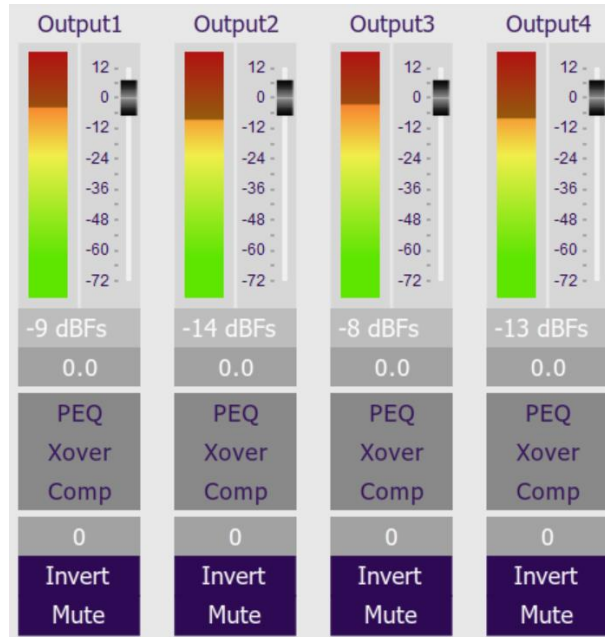 Output1 Output2 Output3 Output4
12 12 12 12
0 0 0 0
-12 -12 -12 -12
-24 -24 -24 -24
-36 -36 -36 -36
-48 -48 -48 -48
-60 -60 -60 -60
-72 -72 -72 -72
-9 dBFs -14 dBFs -8 dBFs -13 dBFs
0.0 0.0 0.0 0.0
PEQ PEQ PEQ PEQ
Xover Xover Xover Xover
Comp Comp Comp Comp
0 0 0 0
Invert Invert Invert Invert
Mute Mute Mute Mute